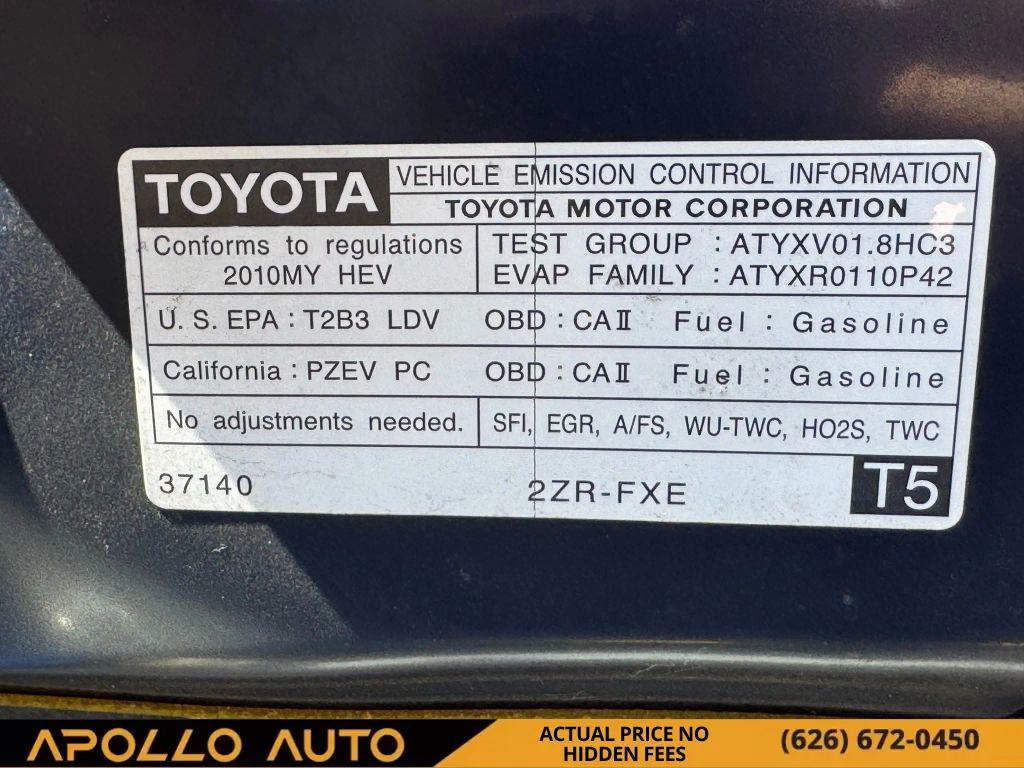 TOYOTA
VEHICLE EMISSION CONTROL INFORMATION
TOYOTA MOTOR CORPORATION
Conforms to regulations
2010MY HEV
TEST GROUP : ATYXV01.8HC3
EVAP FAMILY : ATYXR0110P42
U. S. EPA : T2B3 LDV OBD : CAⅡ Fuel : Gasoline
California : PZEV PC OBD : CAⅡ Fuel : Gasoline
No adjustments needed.
SFI, EGR, A/FS, WU-TWC, HO2S, TWC
37140 2ZR-FXE T5
APOLLO AUTO
ACTUAL PRICE NO
HIDDEN FEES
(626) 672-0450